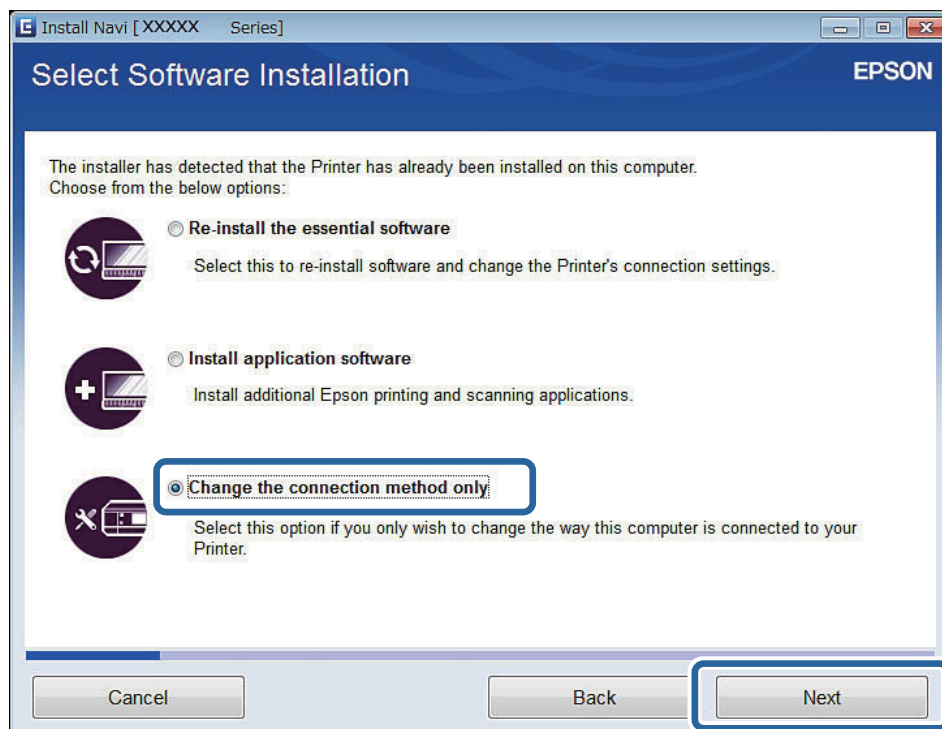 Install Navi [ XXXXX Series]
Select Software Installation
EPSON
The installer has detected that the Printer has already been installed on this computer.
Choose from the below options:
Re-install the essential software
Select this to re-install software and change the Printer's connection settings.
Install application software
Install additional Epson printing and scanning applications.
Change the connection method only
Select this option if you only wish to change the way this computer is connected to your
Printer.
Cancel
Back
Next